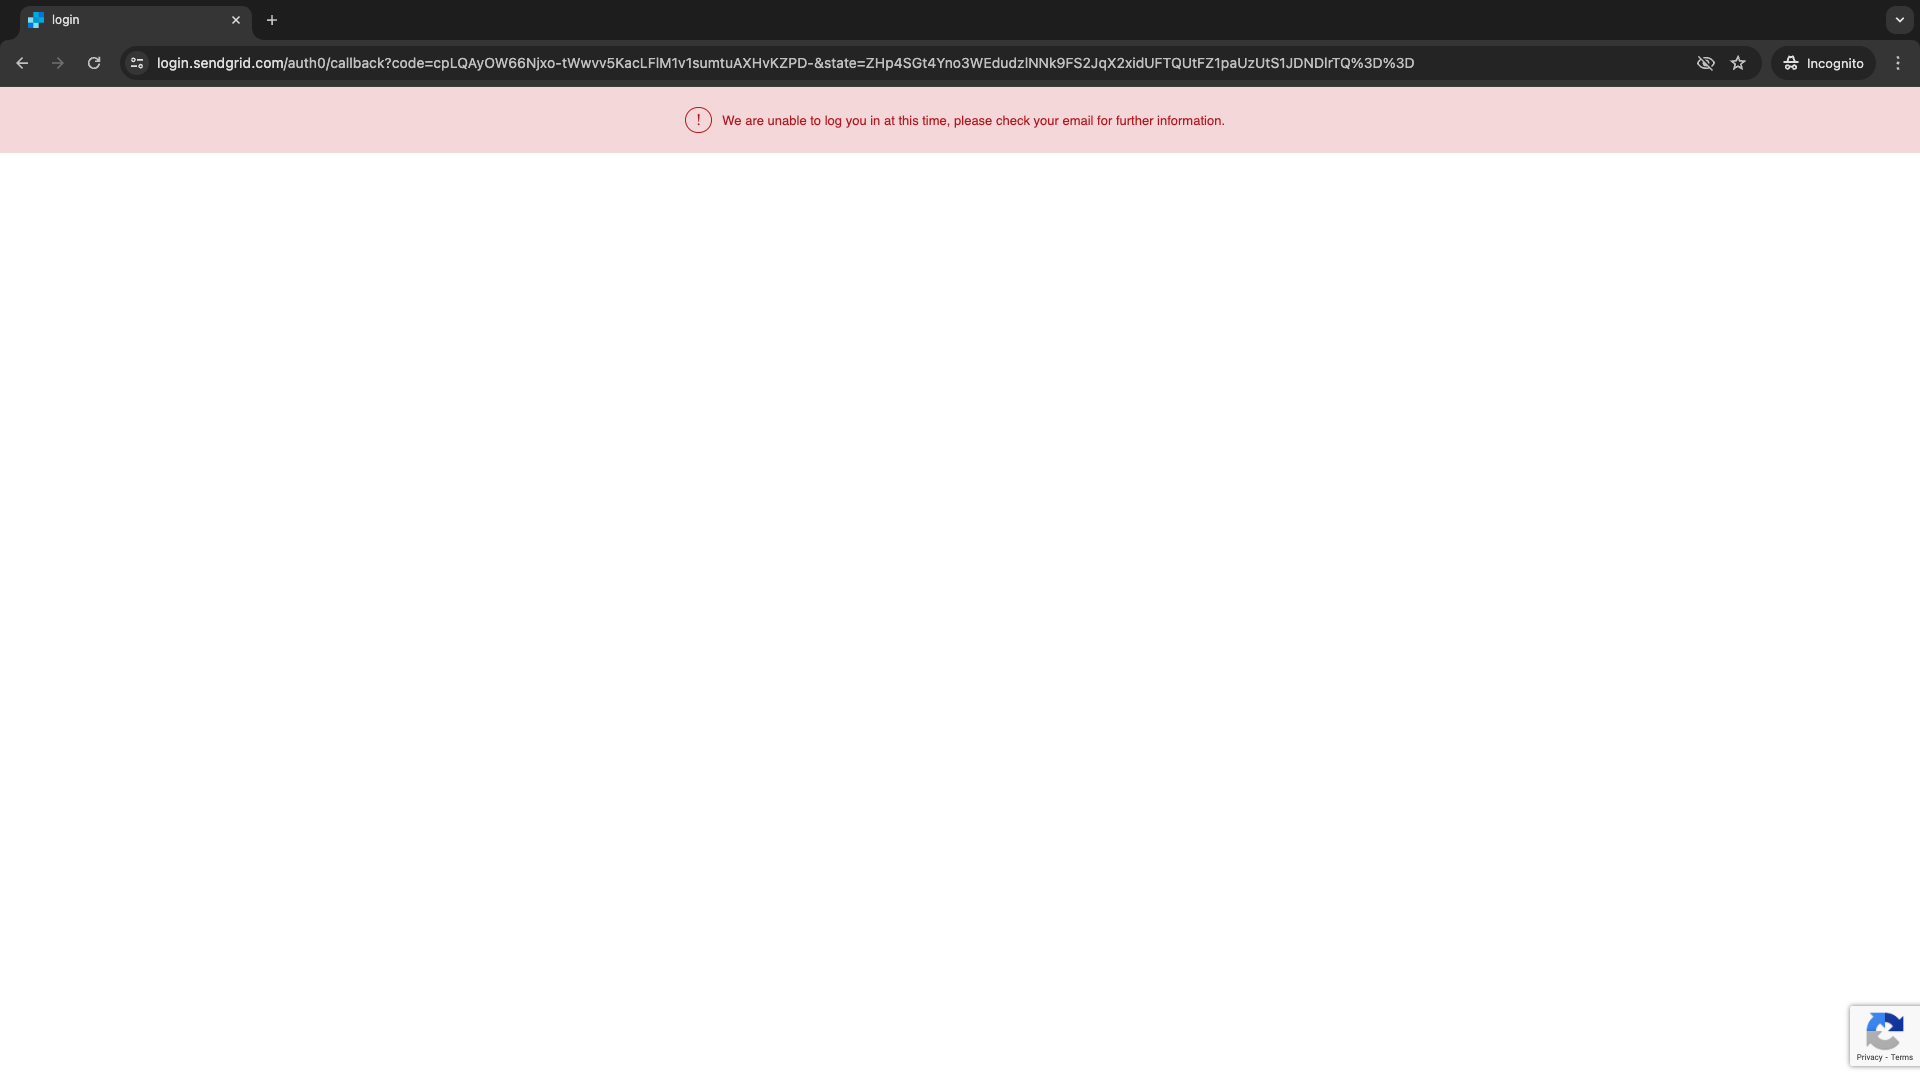 login
login.sendgrid.com/auth0/callback?code=cpLQAyOW66Njxo-tWwvv5KacLFlM1v1sumtuAXHvKZPD-&state=ZHp4SGt4Yno3WEdudzlNNk9FS2JqX2xidUFTQUtFZ1paUzUtS1JDNDlrTQ%3D%3D
Incognito
We are unable to log you in at this time, please check your email for further information.
Privacy - Terms